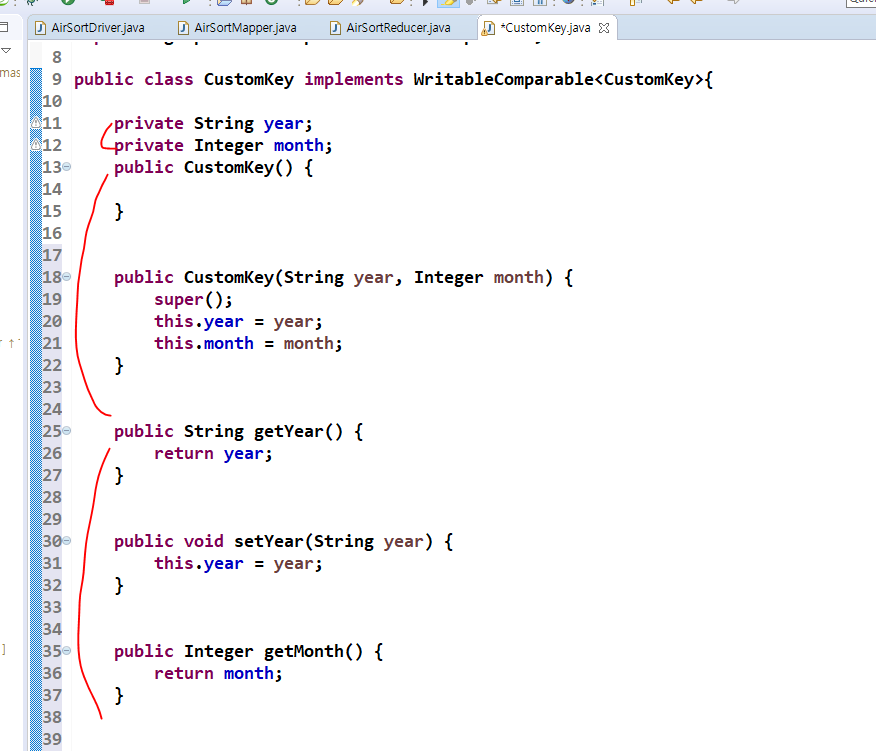 AirSortDriver.java AirSortMapper.java AirSortReducer.java *CustomKey.java
8
9 public class CustomKey implements WritableComparable<CustomKey>{
10
11 private String year;
12 private Integer month;
13 public CustomKey() {
14
15 }
16
17
18 public CustomKey(String year, Integer month) {
19 super();
20 this.year = year;
21 this.month = month;
22 }
23
24
25 public String getYear() {
26 return year;
27 }
28
29
30 public void setYear(String year) {
31 this.year = year;
32 }
33
34
35 public Integer getMonth() {
36 return month;
37 }
38
39